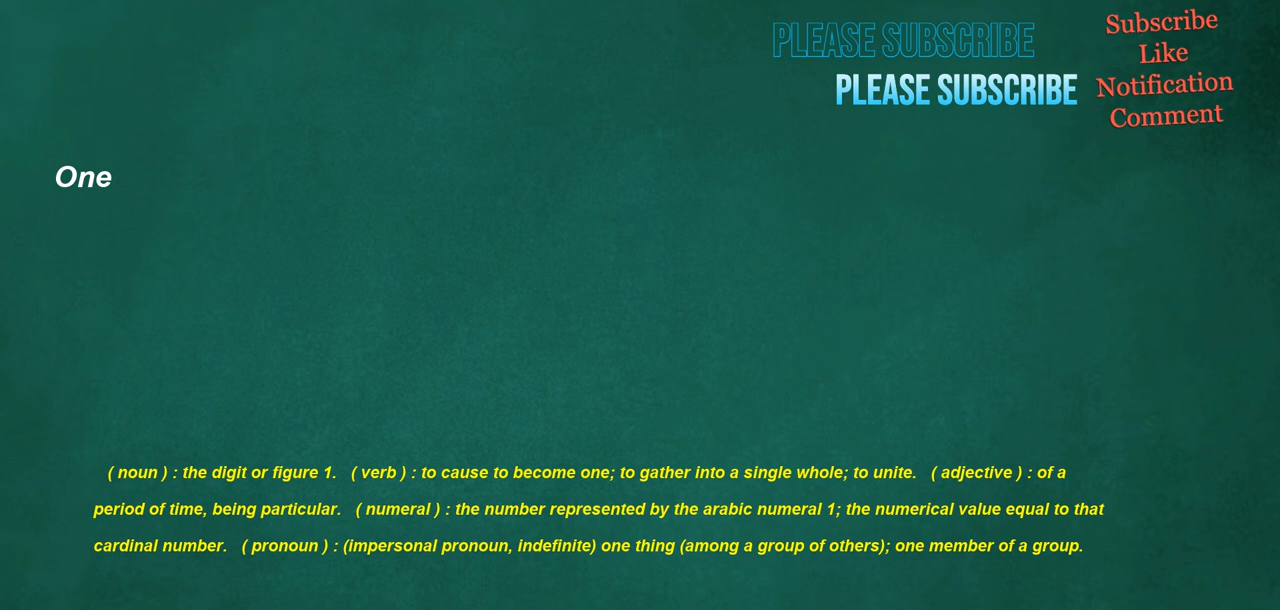 PLEASE SUBSCRIBE
PLEASE SUBSCRIBE
Subscribe
Like
Notification
Comment
One
( noun ) : the digit or figure 1. ( verb ) : to cause to become one; to gather into a single whole; to unite. ( adjective ) : of a
period of time, being particular. ( numeral ) : the number represented by the arabic numeral 1; the numerical value equal to that
cardinal number. ( pronoun ) : (impersonal pronoun, indefinite) one thing (among a group of others); one member of a group.